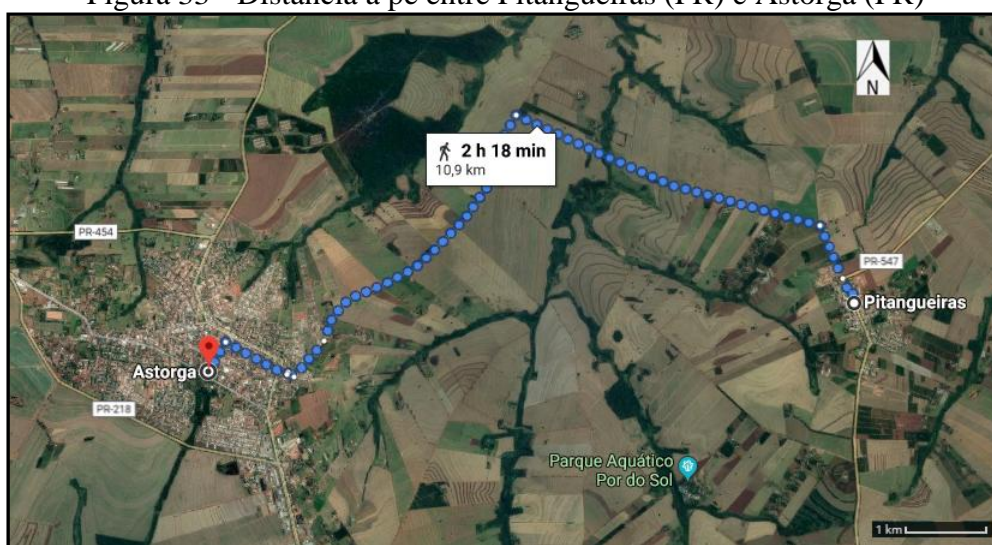 Figura 33 - Distância a pé entre Pitangueiras (PR) e Astorga (PR)
N
2 h 18 min
10,9 km
PR-454
PR-547
Pitangueiras
Astorga
PR-218
Parque Aquático
Por do Sol
1 km